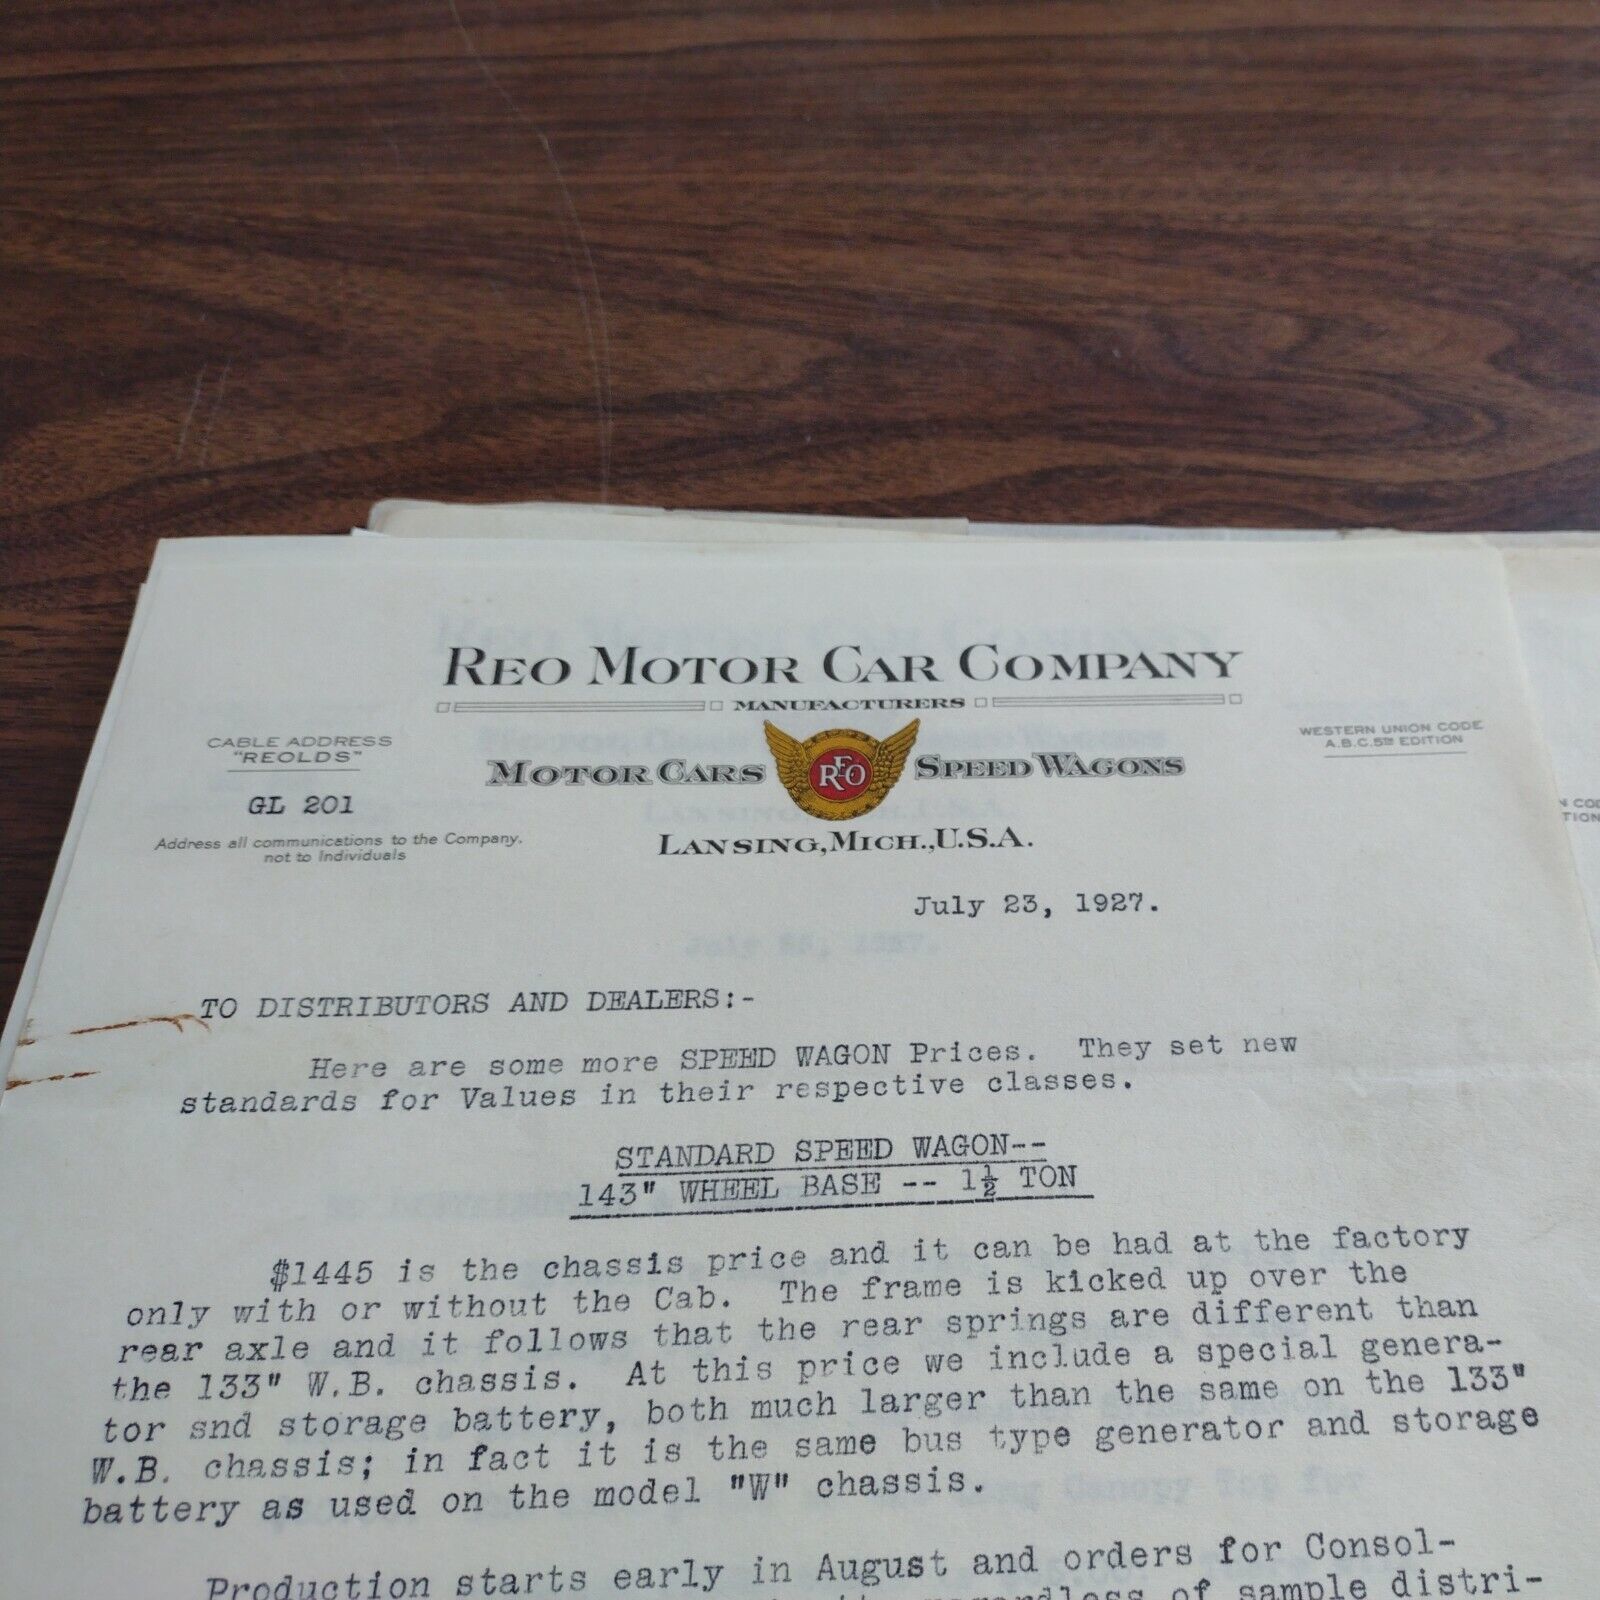 REO MOTOR CAR COMPANY
MANUFACTURERS
CABLE ADDRESS
"REOLDS"
MOTOR CARS REO SPEED WAGONS
WESTERN UNION CODE
A.B.C. 5TH EDITION
GL 201
LANSING, MICH., U.S.A.
Address all communications to the Company,
not to Individuals
July 23, 1927.
TO DISTRIBUTORS AND DEALERS:-
Here are some more SPEED WAGON Prices. They set new
standards for Values in their respective classes.
STANDARD SPEED WAGON--
143" WHEEL BASE -- 1½ TON
$1445 is the chassis price and it can be had at the factory
only with or without the Cab. The frame is kicked up over the
rear axle and it follows that the rear springs are different than
the 133" W.B. chassis. At this price we include a special genera-
tor snd storage battery, both much larger than the same on the 133"
W.B. chassis; in fact it is the same bus type generator and storage
battery as used on the model "W" chassis.
Production starts early in August and orders for Consol-
regardless of sample distri-